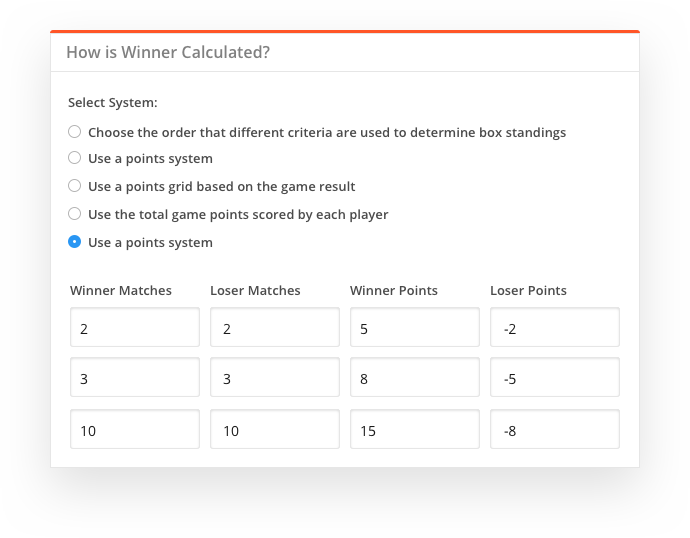 How is Winner Calculated?
Select System:
Choose the order that different criteria are used to determine box standings
Use a points system
Use a points grid based on the game result
Use the total game points scored by each player
Use a points system
Winner Matches Loser Matches Winner Points Loser Points
2 2 5 -2
3 3 8 -5
10 10 15 -8